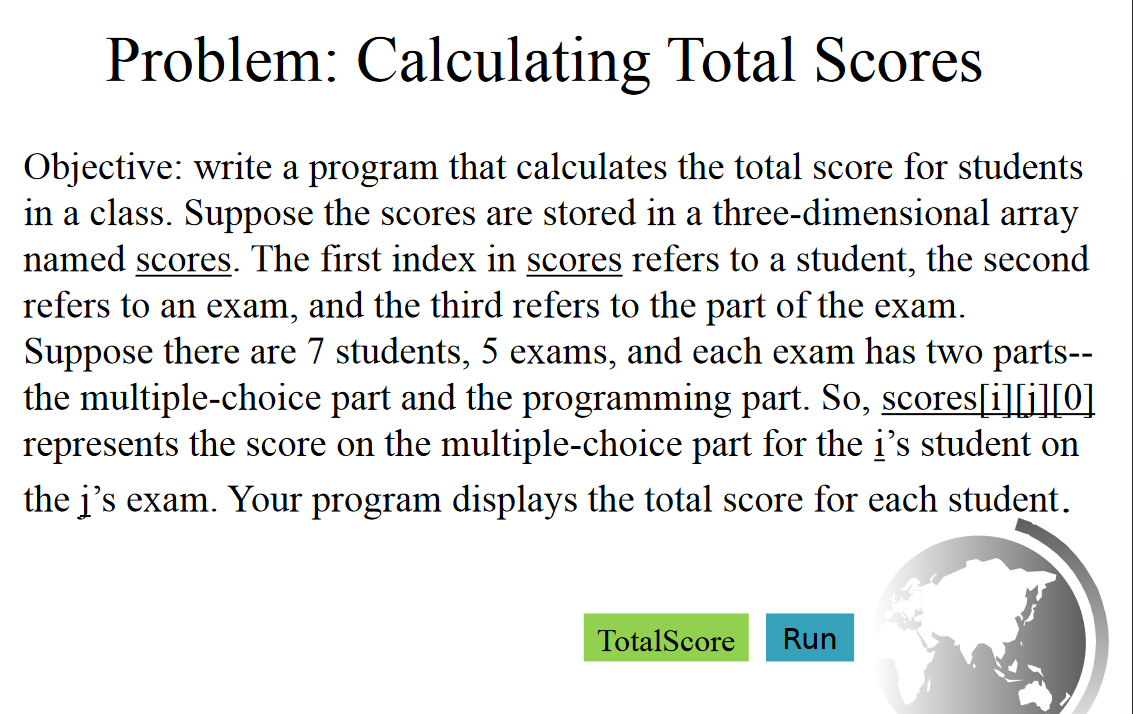 Problem: Calculating Total Scores
Objective: write a program that calculates the total score for students
in a class. Suppose the scores are stored in a three-dimensional array
named scores. The first index in scores refers to a student, the second
refers to an exam, and the third refers to the part of the exam.
Suppose there are 7 students, 5 exams, and each exam has two parts--
the multiple-choice part and the programming part. So, scores[i][j][0]
represents the score on the multiple-choice part for the i’s student on
the j’s exam. Your program displays the total score for each student.
TotalScore
Run